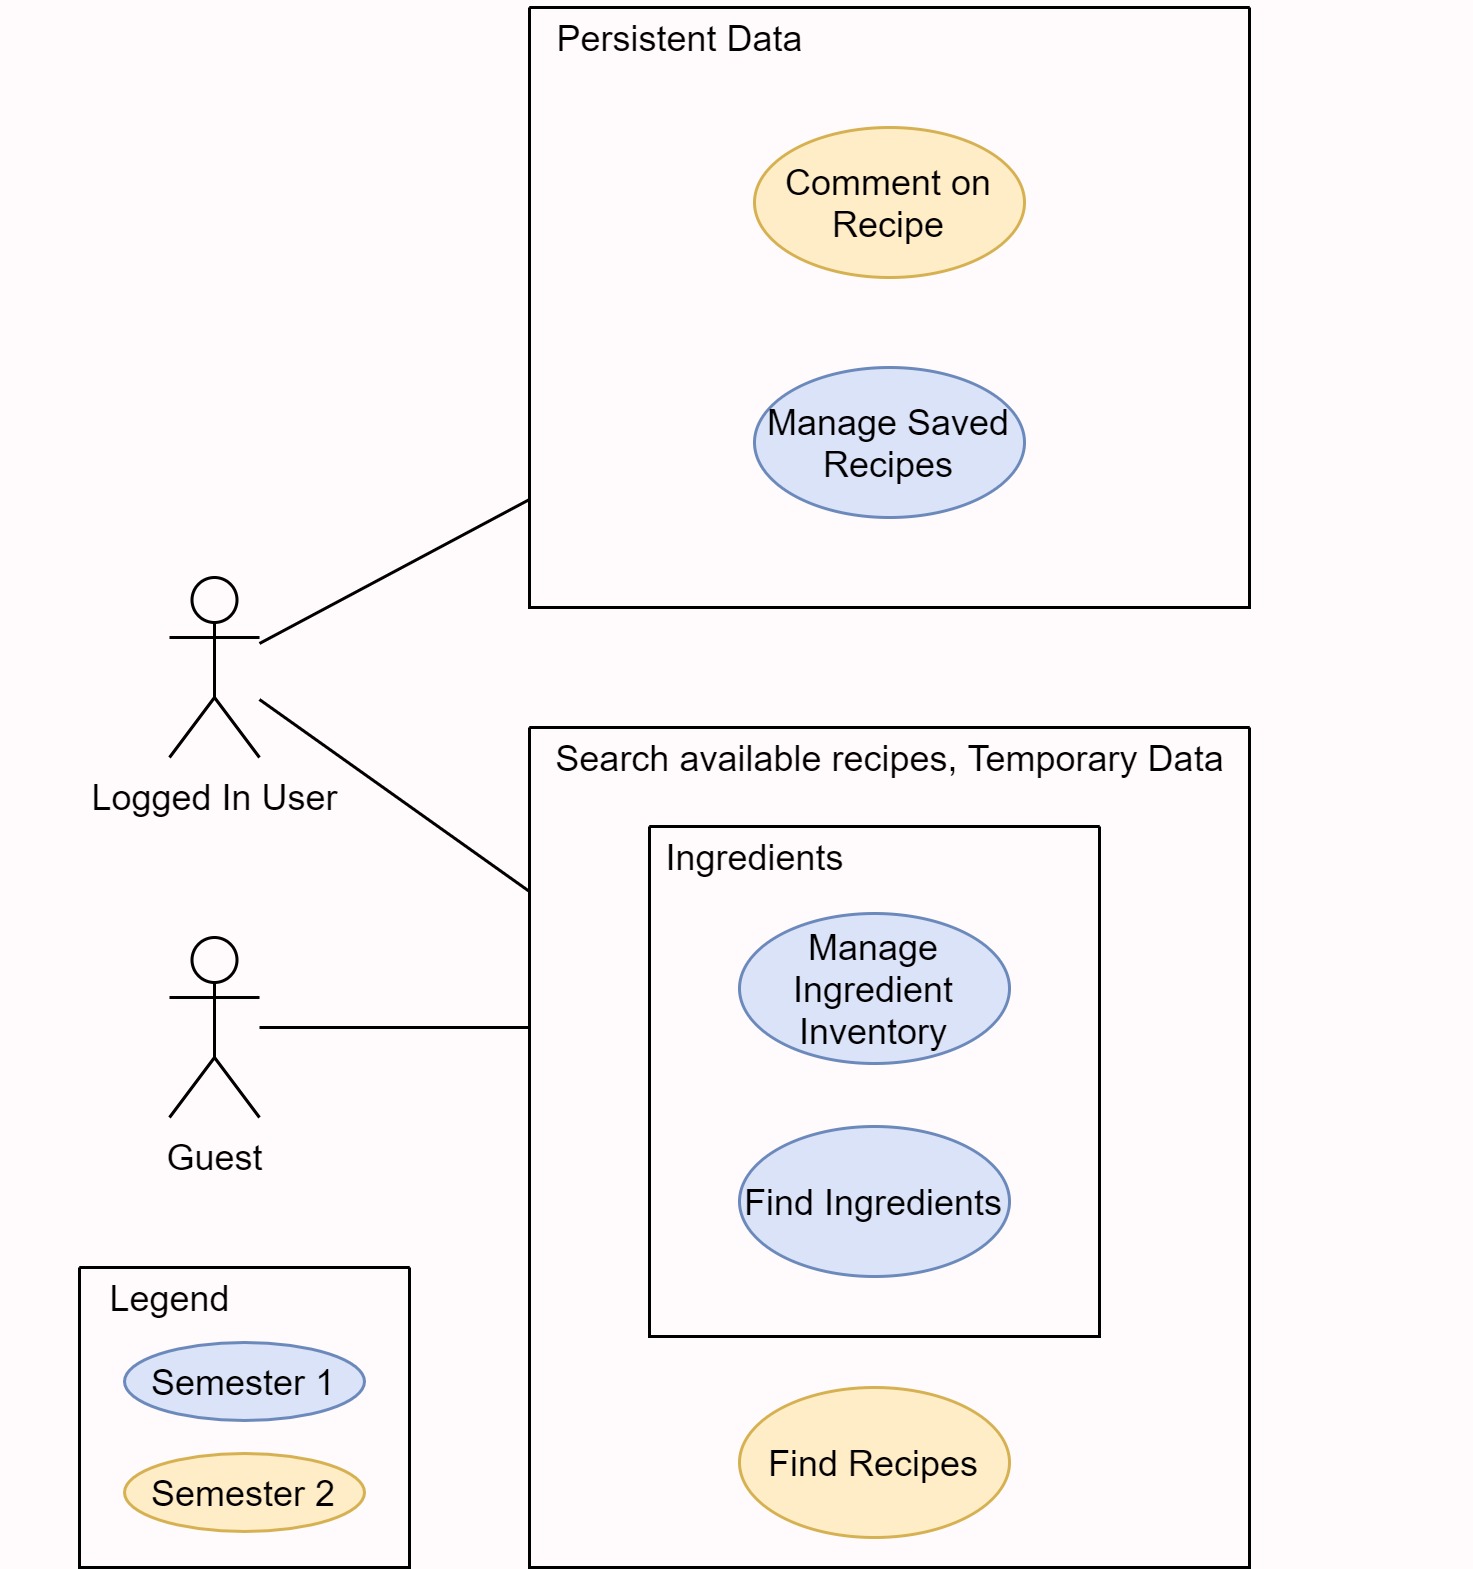 Persistent Data
Comment on
Recipe
Manage Saved
Recipes
Logged In User
Search available recipes, Temporary Data
Ingredients
Manage
Ingredient
Inventory
Find Ingredients
Guest
Legend
Semester 1
Semester 2
Find Recipes